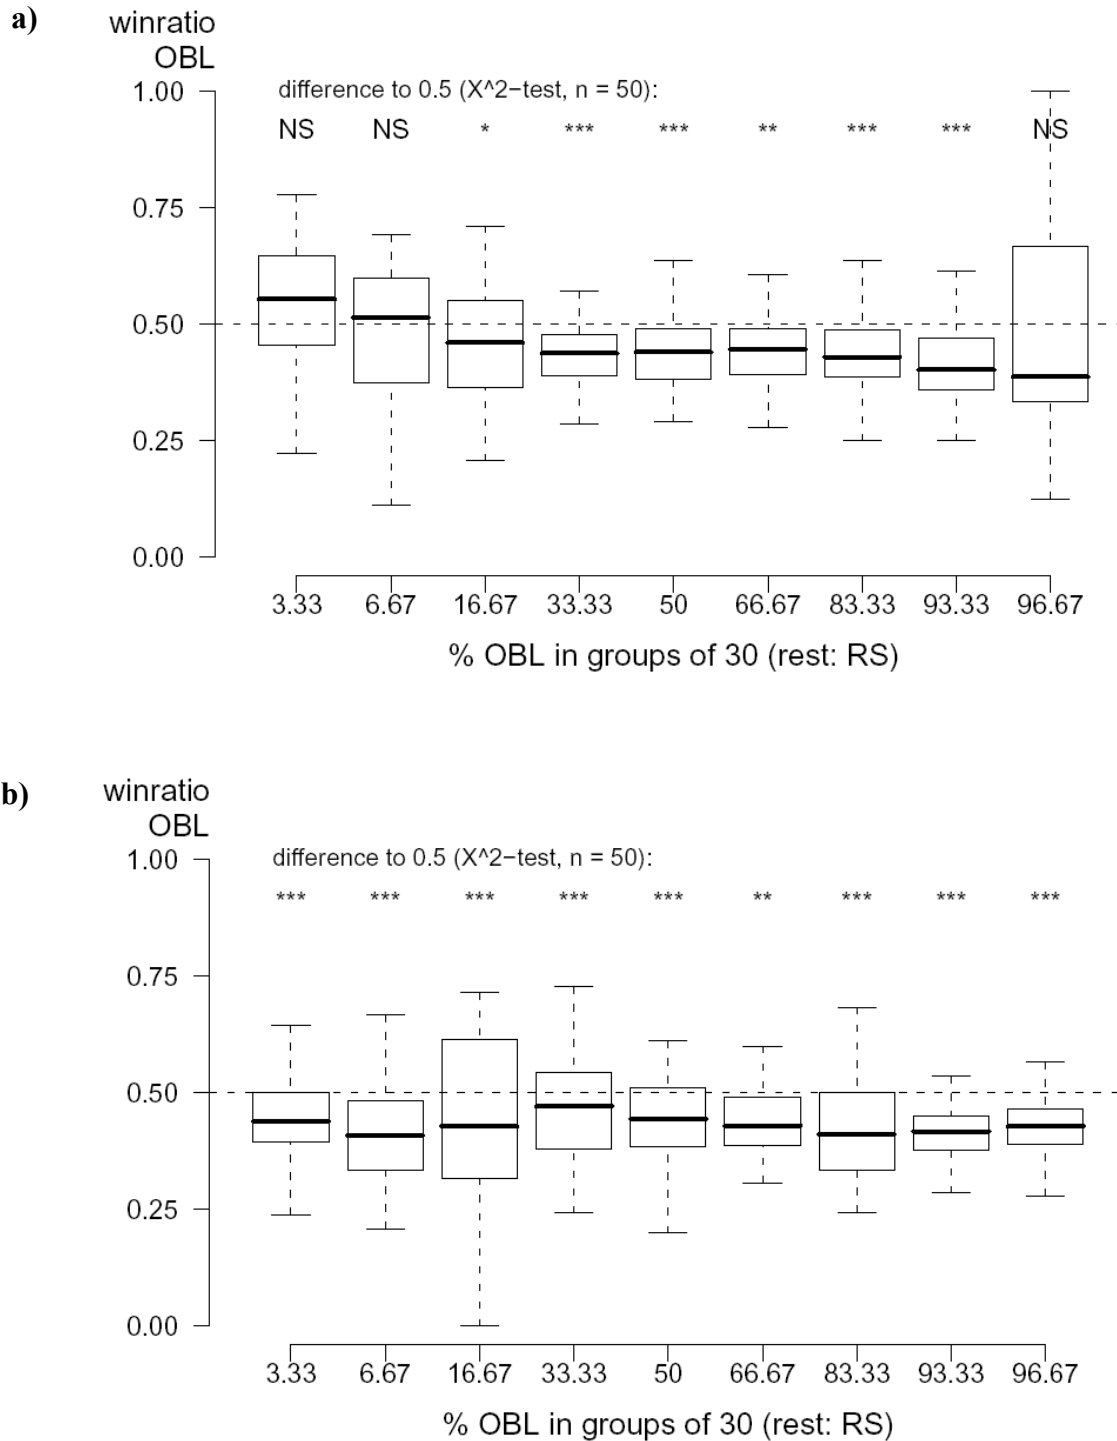 a)
winratio
OBL
difference to 0.5 (X^2−test, n = 50):
1.00
NS NS * *** *** ** *** *** NS
0.75
0.50
0.25
0.00
3.33 6.67 16.67 33.33 50 66.67 83.33 93.33 96.67
% OBL in groups of 30 (rest: RS)
b)
winratio
OBL
difference to 0.5 (X^2−test, n = 50):
1.00
*** *** *** *** *** ** *** *** ***
0.75
0.50
0.25
0.00
3.33 6.67 16.67 33.33 50 66.67 83.33 93.33 96.67
% OBL in groups of 30 (rest: RS)